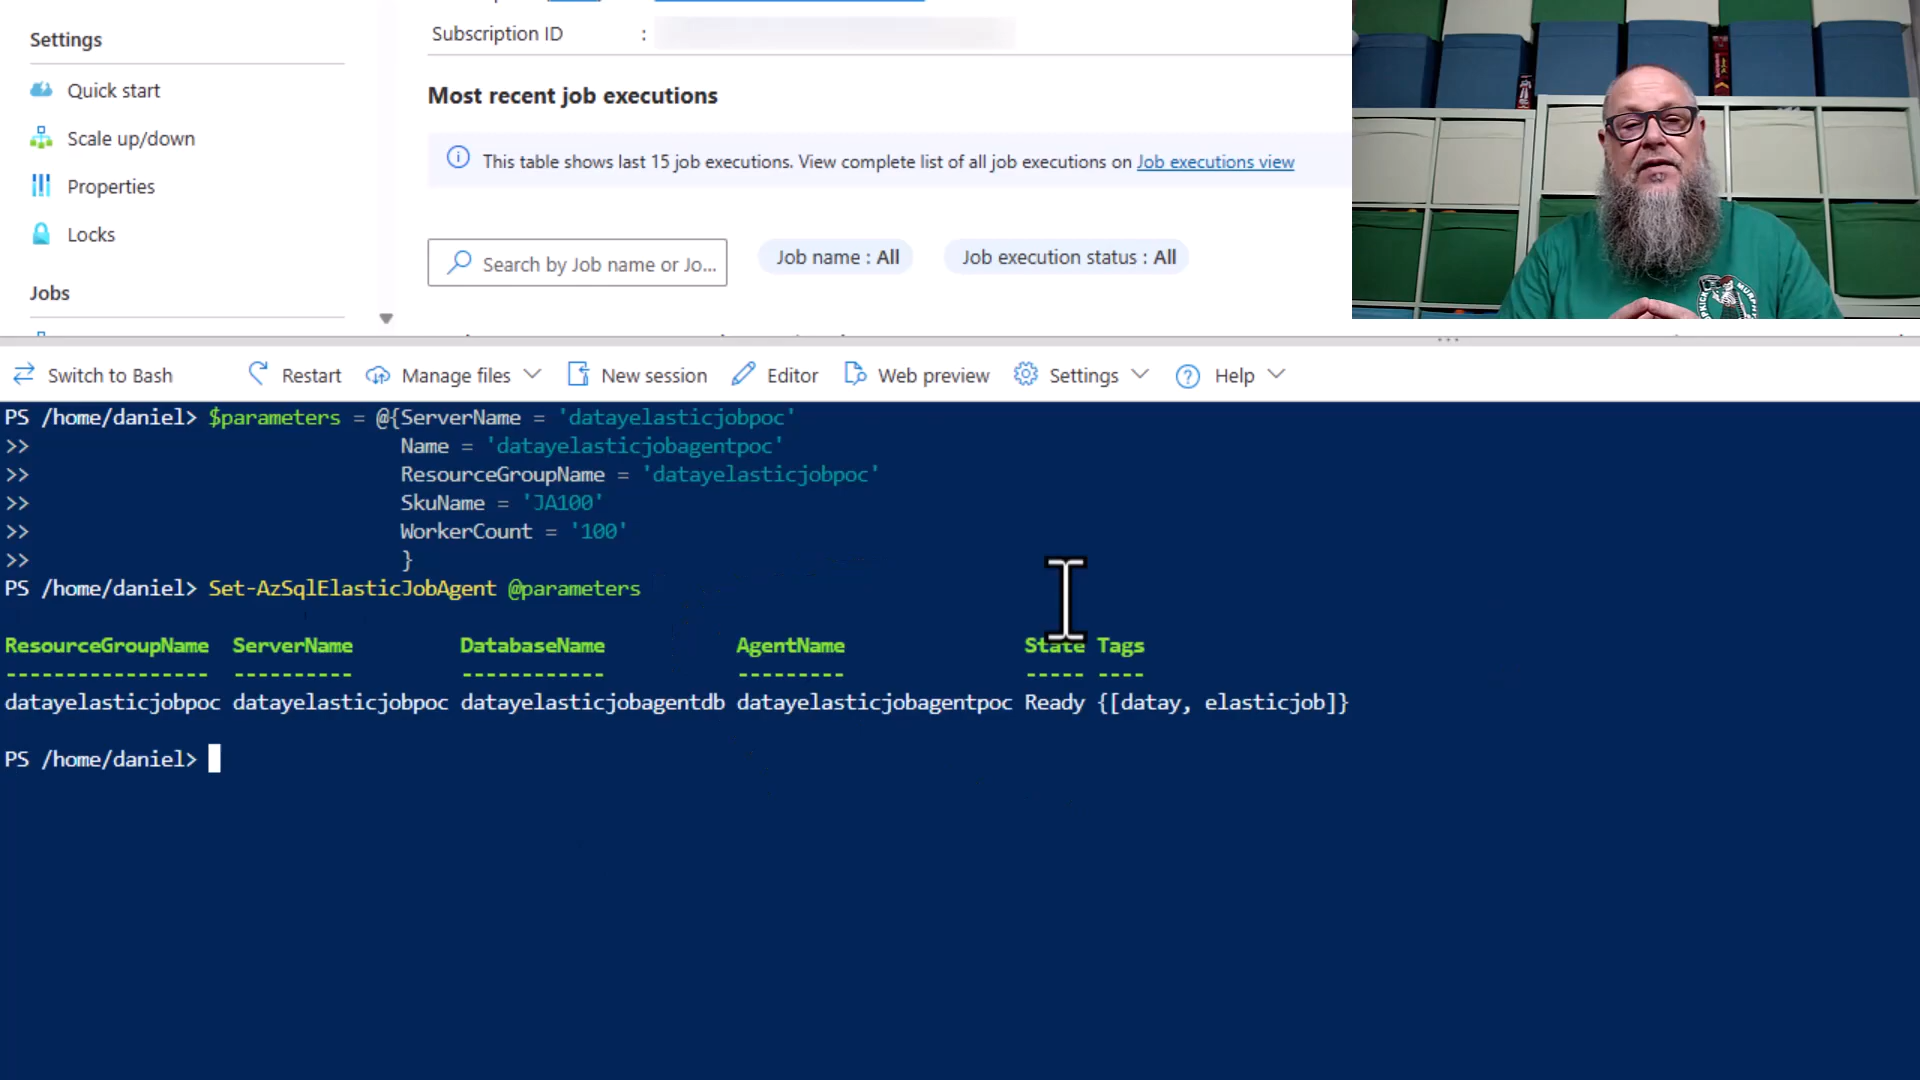 Settings
Quick start
Scale up/down
Properties
Locks
Jobs
Subscription ID :
Most recent job executions
This table shows last 15 job executions. View complete list of all job executions on Job executions view
Search by Job name or Jo...
Job name : All
Job execution status : All
Switch to Bash
Restart
Manage files
New session
Editor
Web preview
Settings
Help
PS /home/daniel> $parameters = @{ServerName = 'datayelasticjobpoc'
>> Name = 'datayelasticjobagentpoc'
>> ResourceGroupName = 'datayelasticjobpoc'
>> SkuName = 'JA100'
>> WorkerCount = '100'
>> }
PS /home/daniel> Set-AzSqlElasticJobAgent @parameters
ResourceGroupName ServerName DatabaseName AgentName State Tags
----------------- ---------- ------------ --------- ----- ----
datayelasticjobpoc datayelasticjobpoc datayelasticjobagentdb datayelasticjobagentpoc Ready {[datay, elasticjob]}
PS /home/daniel>